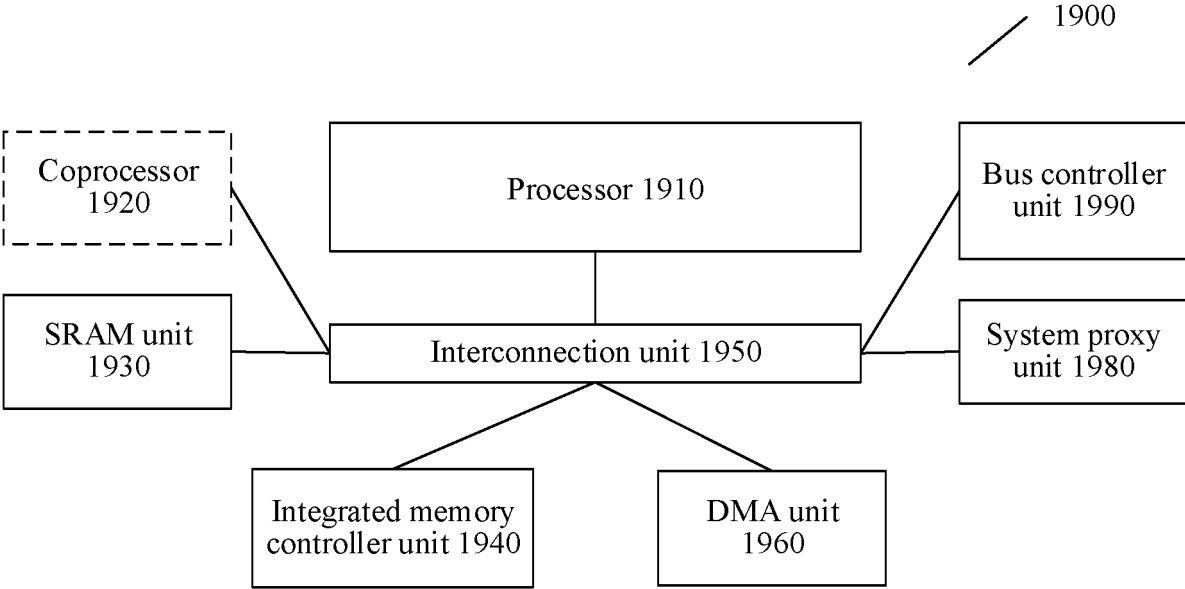 1900
Coprocessor
1920
Processor 1910
Bus controller
unit 1990
SRAM unit
1930
Interconnection unit 1950
System proxy
unit 1980
Integrated memory
controller unit 1940
DMA unit
1960